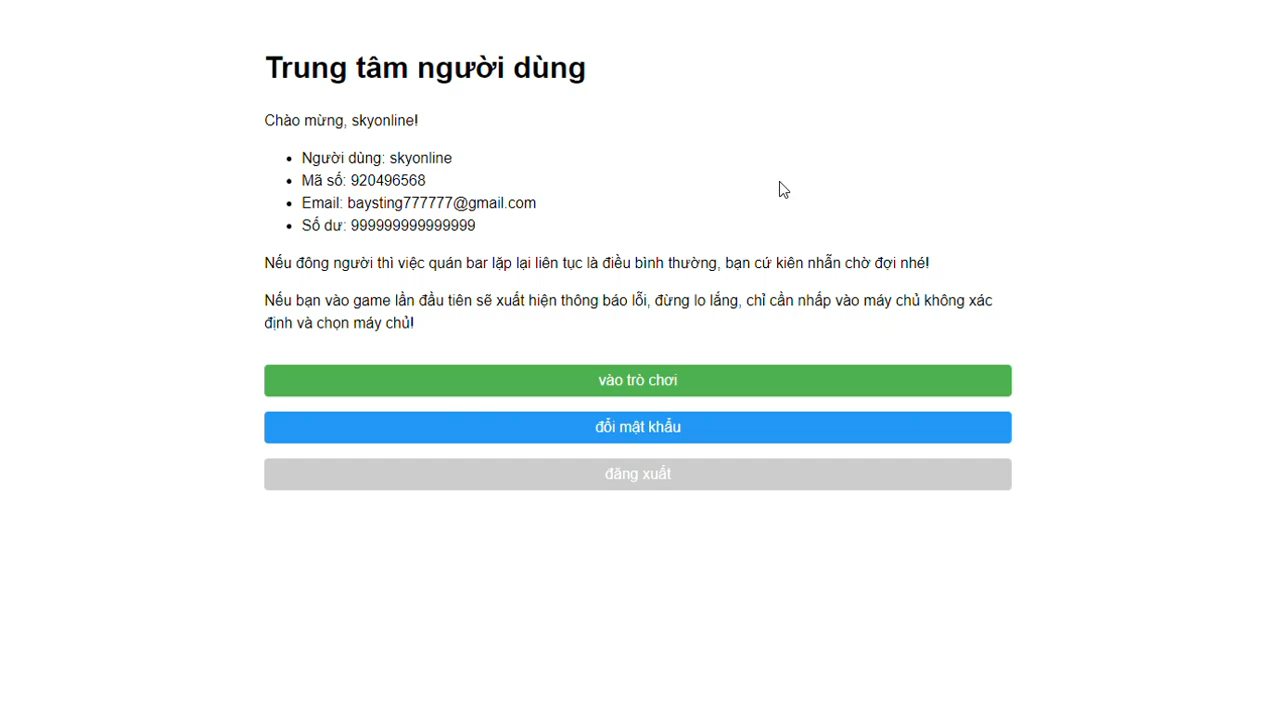 Trung tâm người dùng
Chào mừng, skyonline!
Người dùng: skyonline
Mã số: 920496568
Email: baysting777777@gmail.com
Số dư: 999999999999999
Nếu đông người thì việc quán bar lặp lại liên tục là điều bình thường, bạn cứ kiên nhẫn chờ đợi nhé!
Nếu bạn vào game lần đầu tiên sẽ xuất hiện thông báo lỗi, đừng lo lắng, chỉ cần nhấp vào máy chủ không xác
định và chọn máy chủ!
vào trò chơi
đổi mật khẩu
đăng xuất